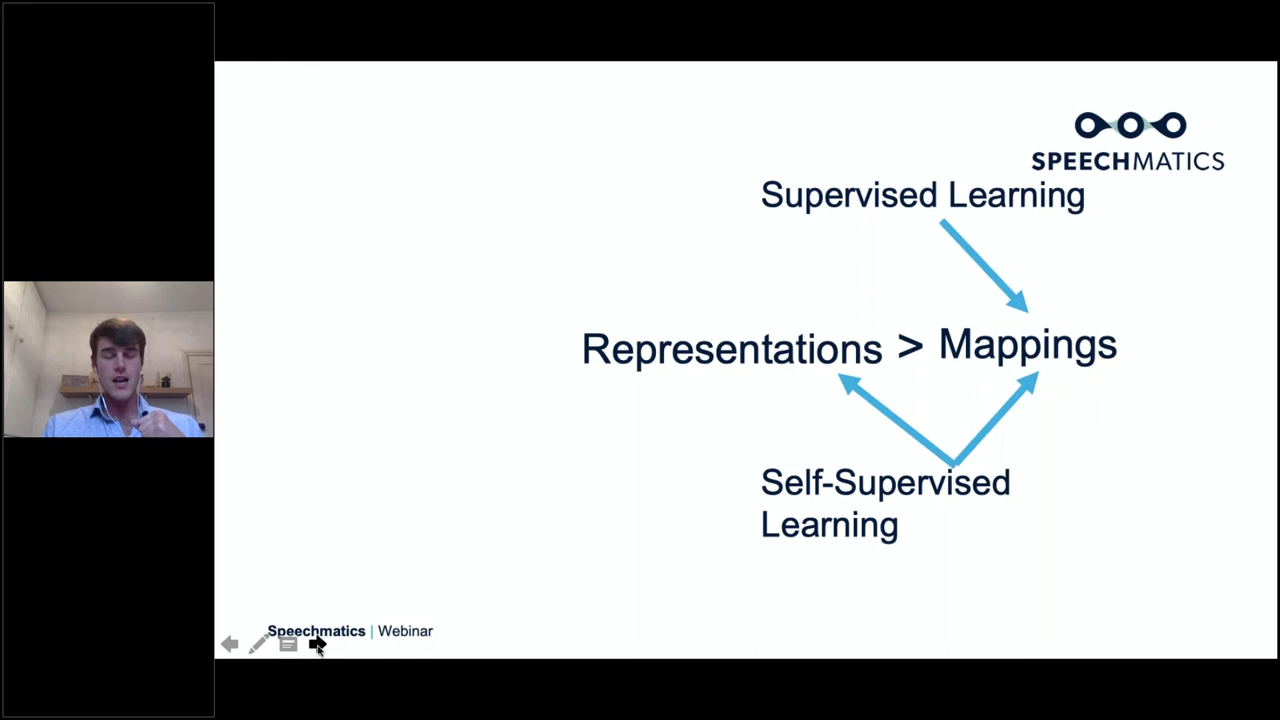 SPEECHMATICS
Supervised Learning
Representations > Mappings
Self-Supervised
Learning
Speechmatics | Webinar